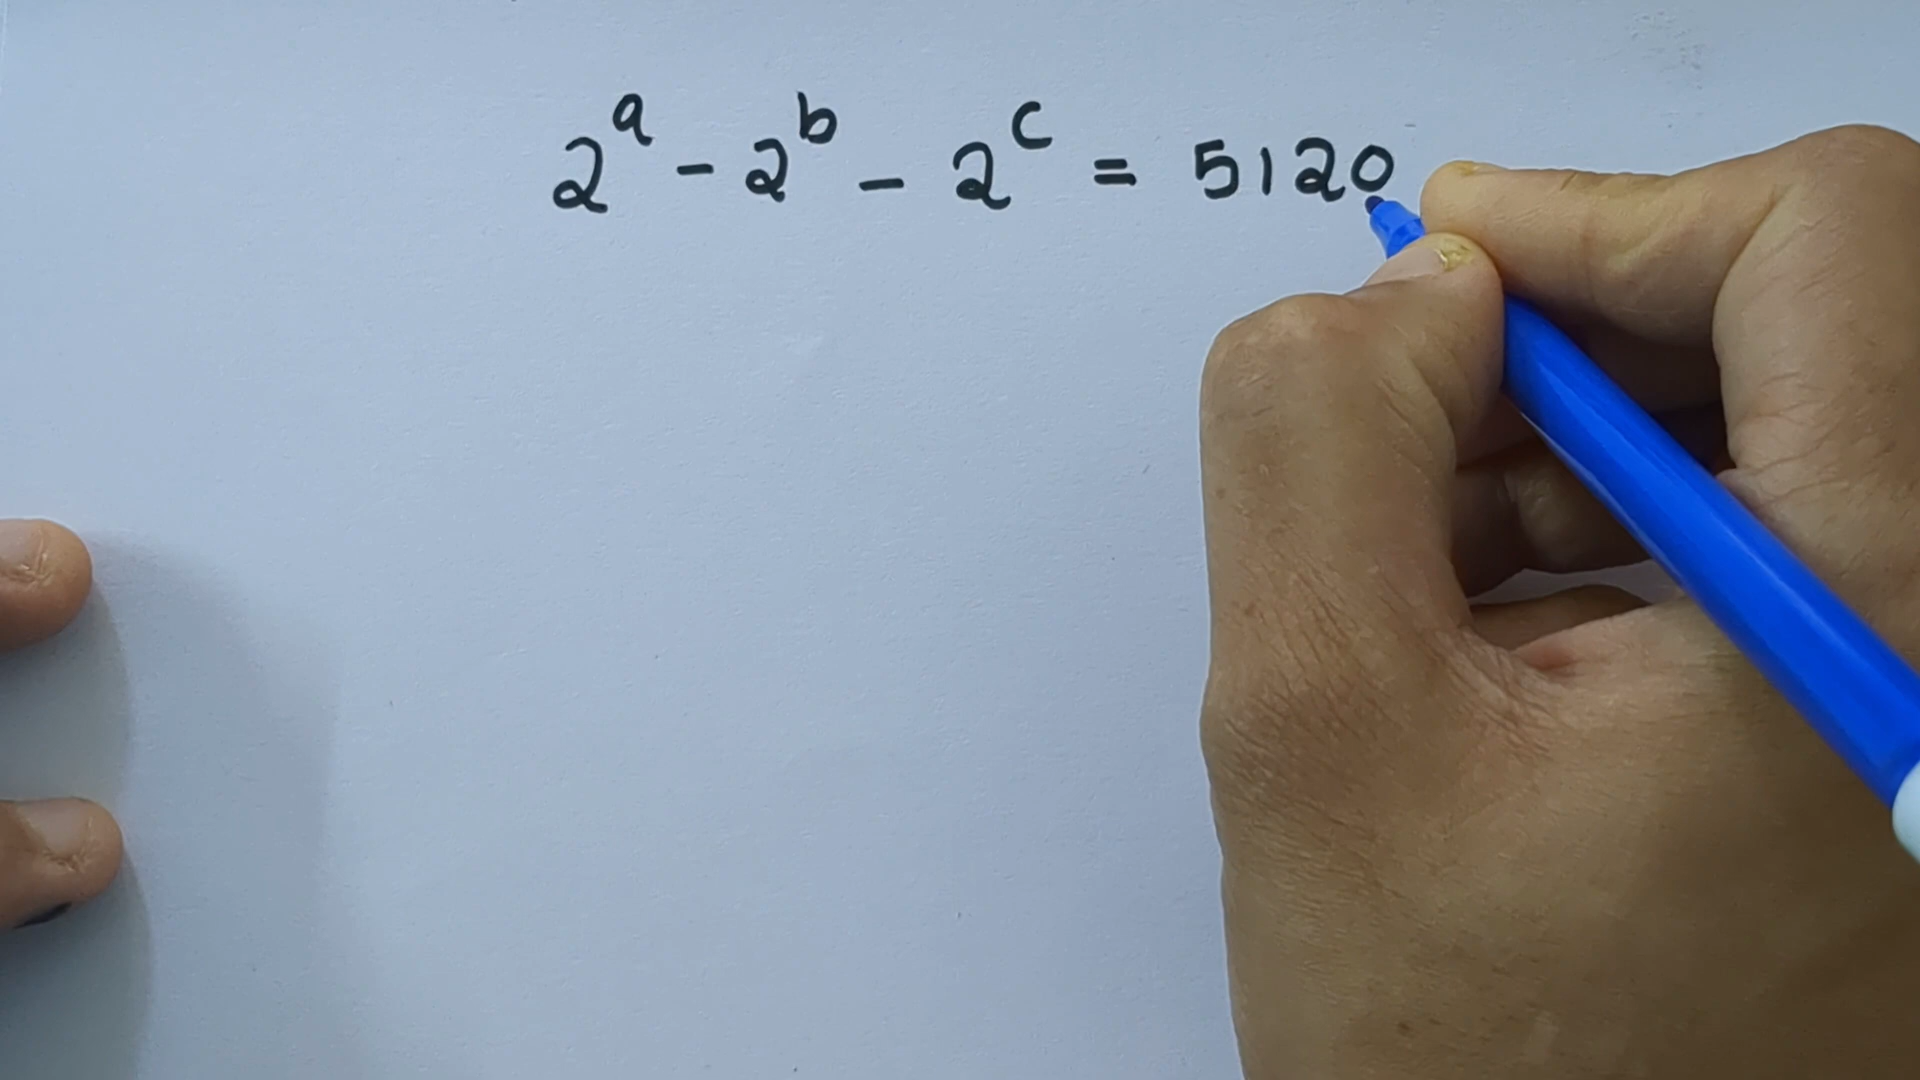 2^a - 2^b - 2^c = 5120